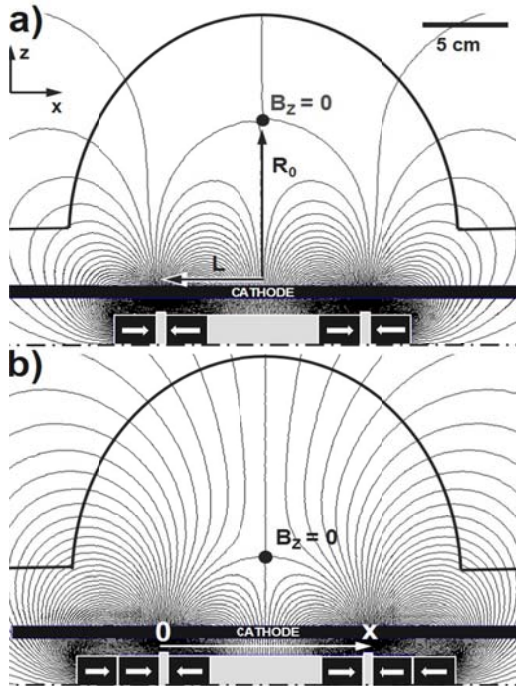 a)
5 cm
z
x
B_z = 0
R_0
L
CATHODE
b)
B_z = 0
0
CATHODE
X